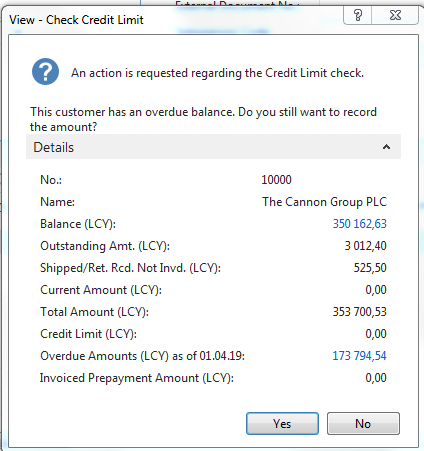 External Document No.:
View - Check Credit Limit
An action is requested regarding the Credit Limit check.
This customer has an overdue balance. Do you still want to record
the amount?
Details
No.: 10000
Name: The Cannon Group PLC
Balance (LCY): 350 162,63
Outstanding Amt. (LCY): 3 012,40
Shipped/Ret. Rcd. Not Invd. (LCY): 525,50
Current Amount (LCY): 0,00
Total Amount (LCY): 353 700,53
Credit Limit (LCY): 0,00
Overdue Amounts (LCY) as of 01.04.19: 173 794,54
Invoiced Prepayment Amount (LCY): 0,00
Yes No